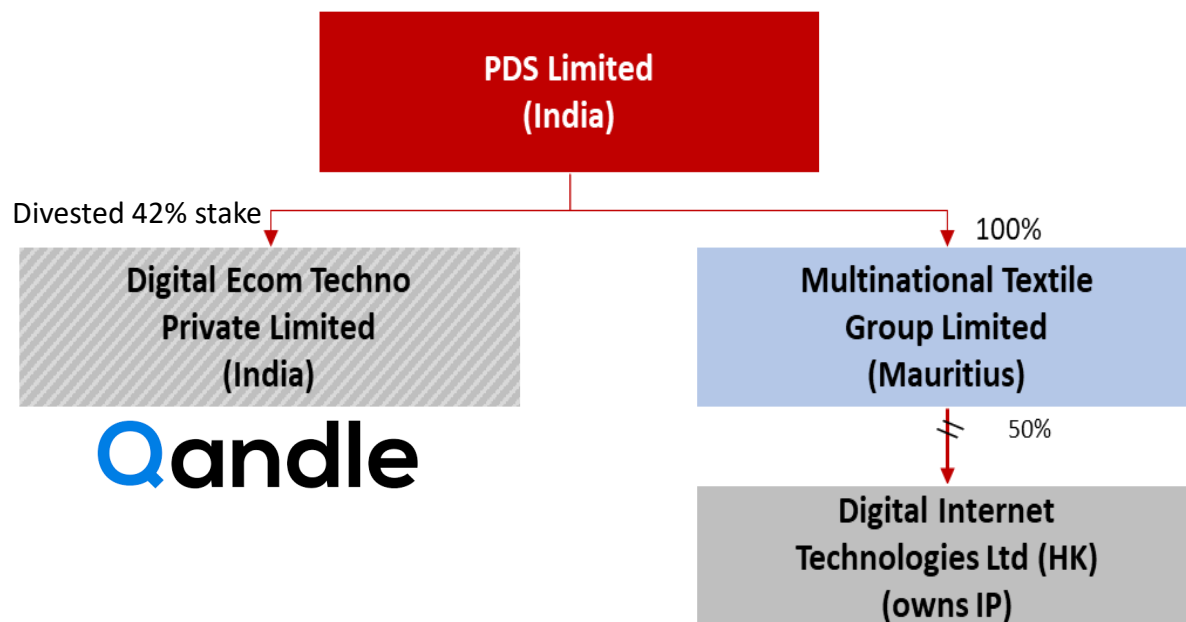 PDS Limited
(India)
Divested 42% stake
100%
Digital Ecom Techno
Private Limited
(India)
Multinational Textile
Group Limited
(Mauritius)
Qandle
50%
Digital Internet
Technologies Ltd (HK)
(owns IP)